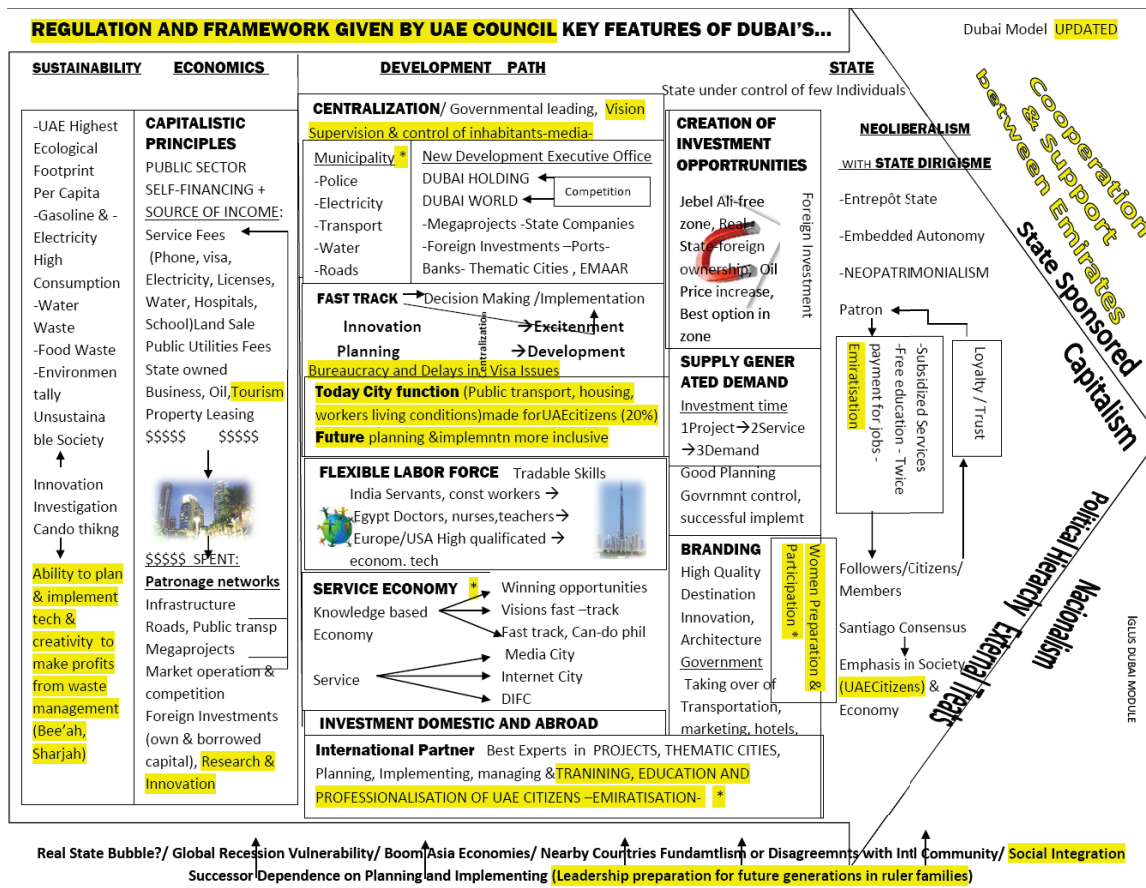 REGULATION AND FRAMEWORK GIVEN BY UAE COUNCIL KEY FEATURES OF DUBAI'S...
Dubai Model UPDATED
SUSTAINABILITY
ECONOMICS
DEVELOPMENT PATH
STATE
-UAE Highest
Ecological
Footprint
Per Capita
-Gasoline & -
Electricity
High
Consumption
-Water
Waste
-Food Waste
-Environmen
tally
Unsustaina
ble Society
Innovation
Investigation
Cando thikng
Ability to plan
& implement
tech &
creativity to
make profits
from waste
management
(Bee'ah,
Sharjah)
CAPITALISTIC
PRINCIPLES
PUBLIC SECTOR
SELF-FINANCING +
SOURCE OF INCOME:
Service Fees
(Phone, visa,
Electricity, Licenses,
Water, Hospitals,
School)Land Sale
Public Utilities Fees
State owned
Business, Oil,Tourism
Property Leasing
$$$$$ $$$$$
$$$$$ SPENT:
Patronage networks
Infrastructure
Roads, Public transp
Megaprojects
Market operation &
competition
Foreign Investments
(own & borrowed
capital), Research &
Innovation
CENTRALIZATION/ Governmental leading, Vision
Supervision & control of inhabitants-media-
Municipality *
-Police
-Electricity
-Transport
-Water
-Roads
New Development Executive Office
DUBAI HOLDING
DUBAI WORLD
Competition
-Megaprojects -State Companies
-Foreign Investments –Ports-
Banks- Thematic Cities , EMAAR
FAST TRACK Decision Making /Implementation
Innovation → Excitenment
Planning → Development
entralization
Bureaucracy and Delays in Visa Issues
Today City function (Public transport, housing,
workers living conditions)made forUAEcitizens (20%)
Future planning &implemntn more inclusive
FLEXIBLE LABOR FORCE Tradable Skills
India Servants, const workers →
Egypt Doctors, nurses,teachers→
Europe/USA High qualificated →
econom. tech
SERVICE ECONOMY *
Knowledge based
Economy
Winning opportunities
Visions fast –track
Fast track, Can-do phil
Service
Media City
Internet City
DIFC
INVESTMENT DOMESTIC AND ABROAD
International Partner Best Experts in PROJECTS, THEMATIC CITIES,
Planning, Implementing, managing &TRANINING, EDUCATION AND
PROFESSIONALISATION OF UAE CITIZENS –EMIRATISATION- *
State under control of few Individuals
CREATION OF
INVESTMENT
OPPORTUNITIES
Jebel Ali-free
zone, Real
State-foreign
ownership, Oil
Price increase,
Best option in
zone
Foreign Investment
SUPPLY GENER
ATED DEMAND
Investment time
1Project→2Service
→3Demand
Good Planning
Govrnmnt control,
successful implemt
BRANDING
High Quality
Destination
Innovation,
Architecture
Government
Taking over of
Transportation,
marketing, hotels,
Women Preparation &
Participation *
NEOLIBERALISM
WITH STATE DIRIGISME
-Entrepôt State
-Embedded Autonomy
-NEOPATRIMONIALISM
Patron
-Subsidized Services
-Free education - Twice
payment for jobs -
Emiratisation
Loyalty / Trust
Followers/Citizens/
Members
Santiago Consensus
Emphasis in Society
(UAECitizens) &
Economy
Cooperation
& Support
between Emirates
State Sponsored
Capitalism
Nacionalism
Political Hierarchy External Treats
IGLUS DUBAI MODULE
Real State Bubble?/ Global Recession Vulnerability/ Boom Asia Economies/ Nearby Countries Fundamtlism or Disagreemnts with Intl Community/ Social Integration
Successor Dependence on Planning and Implementing (Leadership preparation for future generations in ruler families)